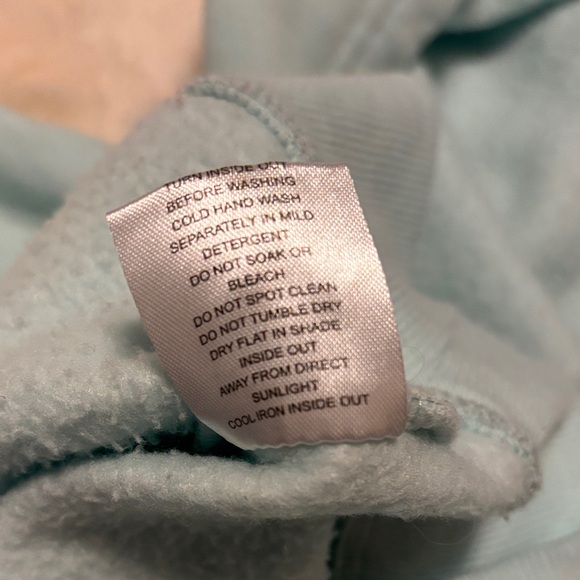 TURN INSIDE OUT
BEFORE WASHING
COLD HAND WASH
SEPARATELY IN MILD
DETERGENT
DO NOT SOAK OR
BLEACH
DO NOT SPOT CLEAN
DO NOT TUMBLE DRY
DRY FLAT IN SHADE
INSIDE OUT
AWAY FROM DIRECT
SUNLIGHT
COOL IRON INSIDE OUT